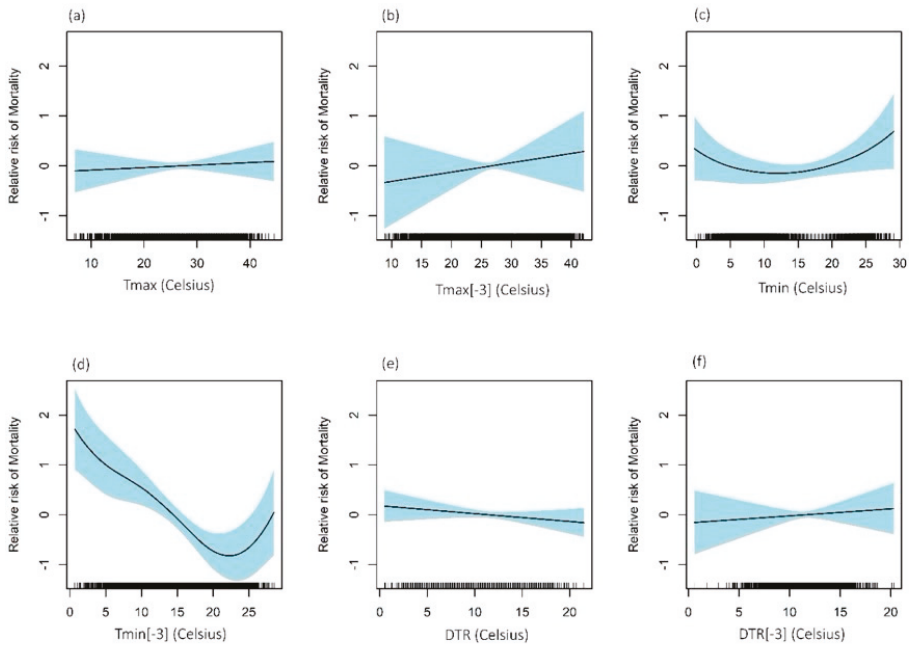 (a)
(b)
(c)
Relative risk of Mortality
2
1
0
-1
10 20 30 40
Tmax (Celsius)
Relative risk of Mortality
2
1
0
-1
10 15 20 25 30 35 40
Tmax[-3] (Celsius)
Relative risk of Mortality
2
1
0
-1
0 5 10 15 20 25 30
Tmin (Celsius)
(d)
(e)
(f)
Relative risk of Mortality
2
1
0
-1
0 5 10 15 20 25
Tmin[-3] (Celsius)
Relative risk of Mortality
2
1
0
-1
0 5 10 15 20
DTR (Celsius)
Relative risk of Mortality
2
1
0
-1
0 5 10 15 20
DTR[-3] (Celsius)